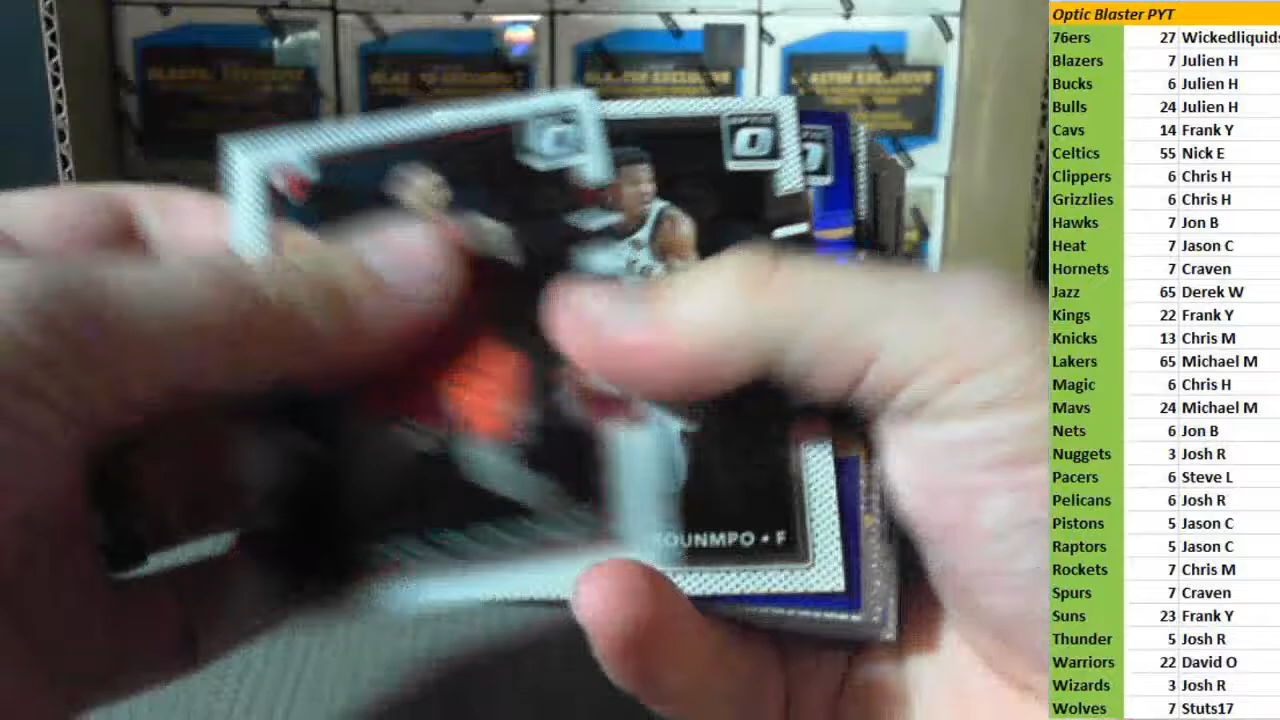 Optic Blaster PYT
76ers 27 Wickedliquids
Blazers 7 Julien H
Bucks 6 Julien H
Bulls 24 Julien H
Cavs 14 Frank Y
Celtics 55 Nick E
Clippers 6 Chris H
Grizzlies 6 Chris H
Hawks 7 Jon B
Heat 7 Jason C
Hornets 7 Craven
Jazz 65 Derek W
Kings 22 Frank Y
Knicks 13 Chris M
Lakers 65 Michael M
Magic 6 Chris H
Mavs 24 Michael M
Nets 6 Jon B
Nuggets 3 Josh R
Pacers 6 Steve L
Pelicans 6 Josh R
Pistons 5 Jason C
Raptors 5 Jason C
Rockets 7 Chris M
Spurs 7 Craven
Suns 23 Frank Y
Thunder 5 Josh R
Warriors 22 David O
Wizards 3 Josh R
Wolves 7 Stuts17
OUNMPO • F